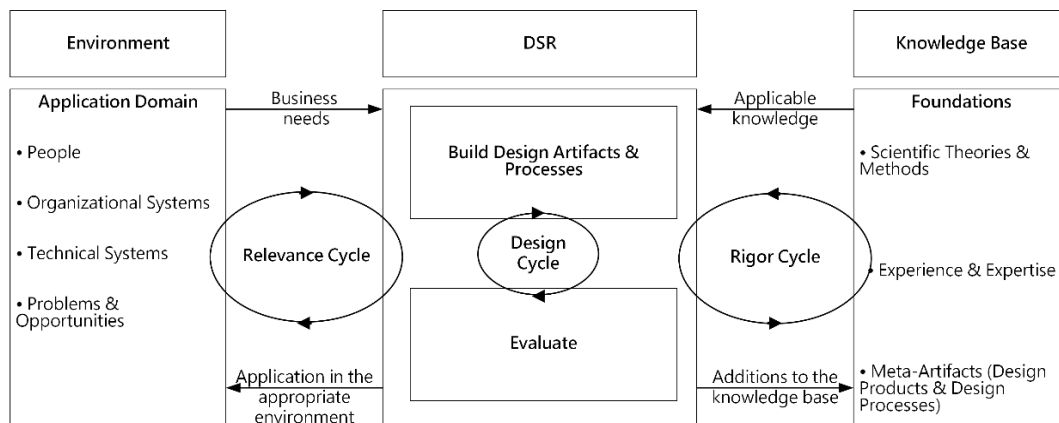 Environment
DSR
Knowledge Base
Application Domain
• People
• Organizational Systems
• Technical Systems
• Problems &
Opportunities
Business
needs
Relevance Cycle
Application in the
appropriate
environment
Build Design Artifacts &
Processes
Design
Cycle
Evaluate
Applicable
knowledge
Rigor Cycle
Additions to the
knowledge base
Foundations
• Scientific Theories &
Methods
• Experience & Expertise
• Meta-Artifacts (Design
Products & Design
Processes)